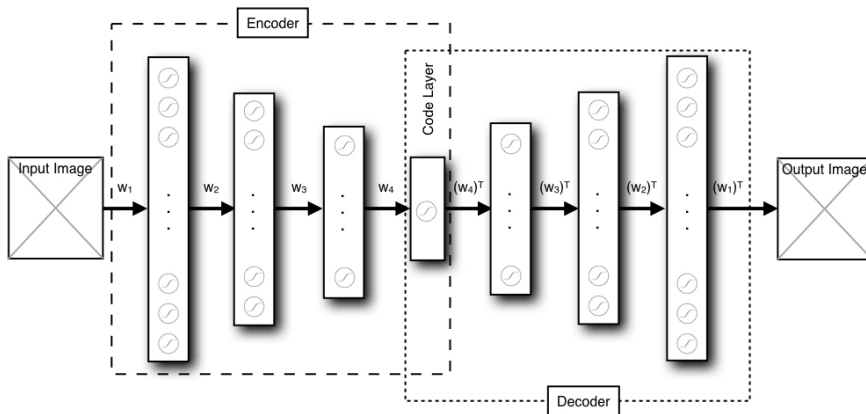 Encoder
Code Layer
Input Image
w₁
w₂
w₃
w₄
(w₄)ᵀ
(w₃)ᵀ
(w₂)ᵀ
(w₁)ᵀ
Output Image
Decoder